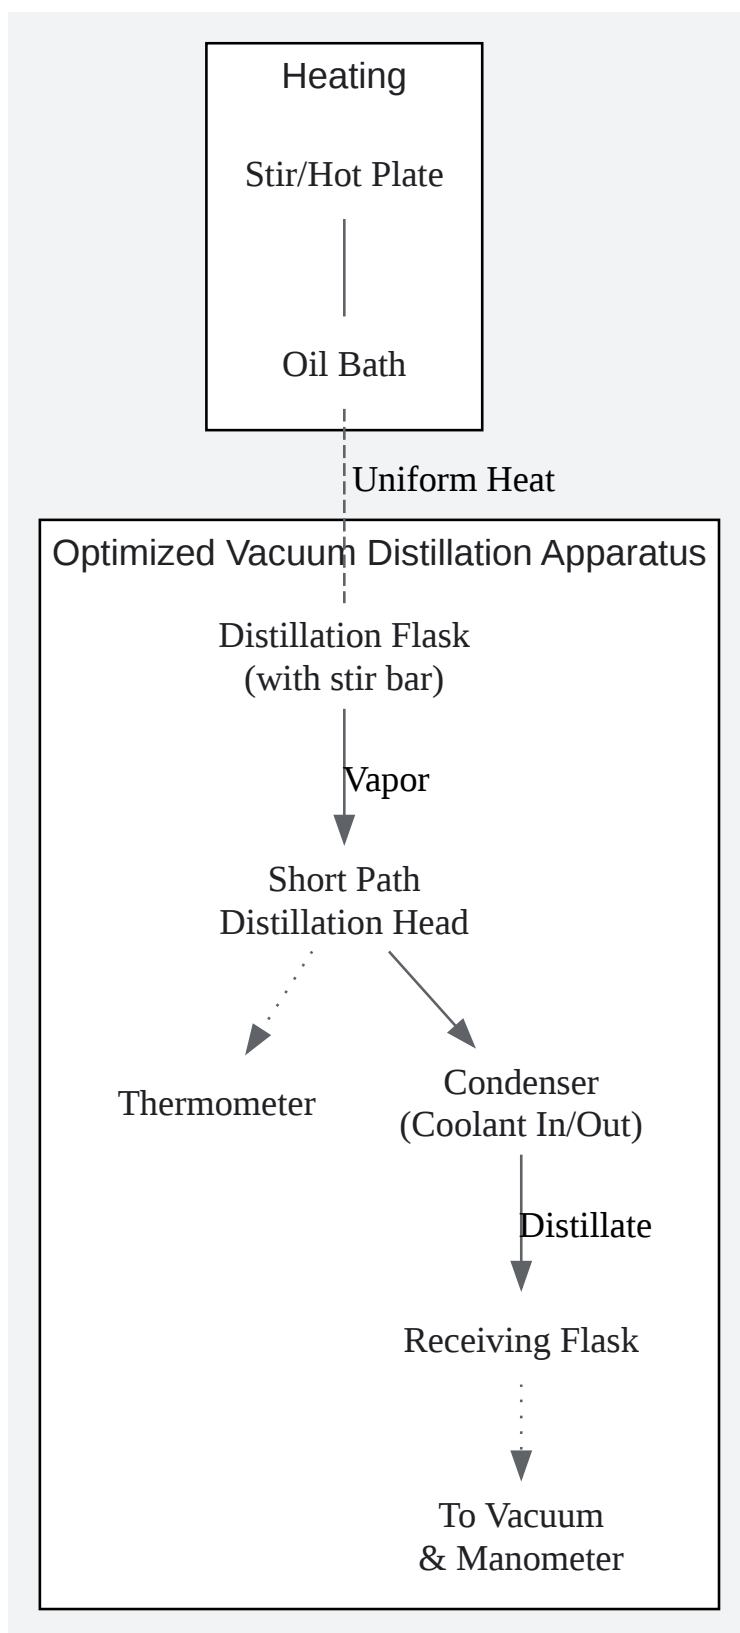 Heating
Stir/Hot Plate
Oil Bath
Uniform Heat
Optimized Vacuum Distillation Apparatus
Distillation Flask
(with stir bar)
Vapor
Short Path
Distillation Head
Thermometer
Condenser
(Coolant In/Out)
Distillate
Receiving Flask
To Vacuum
& Manometer